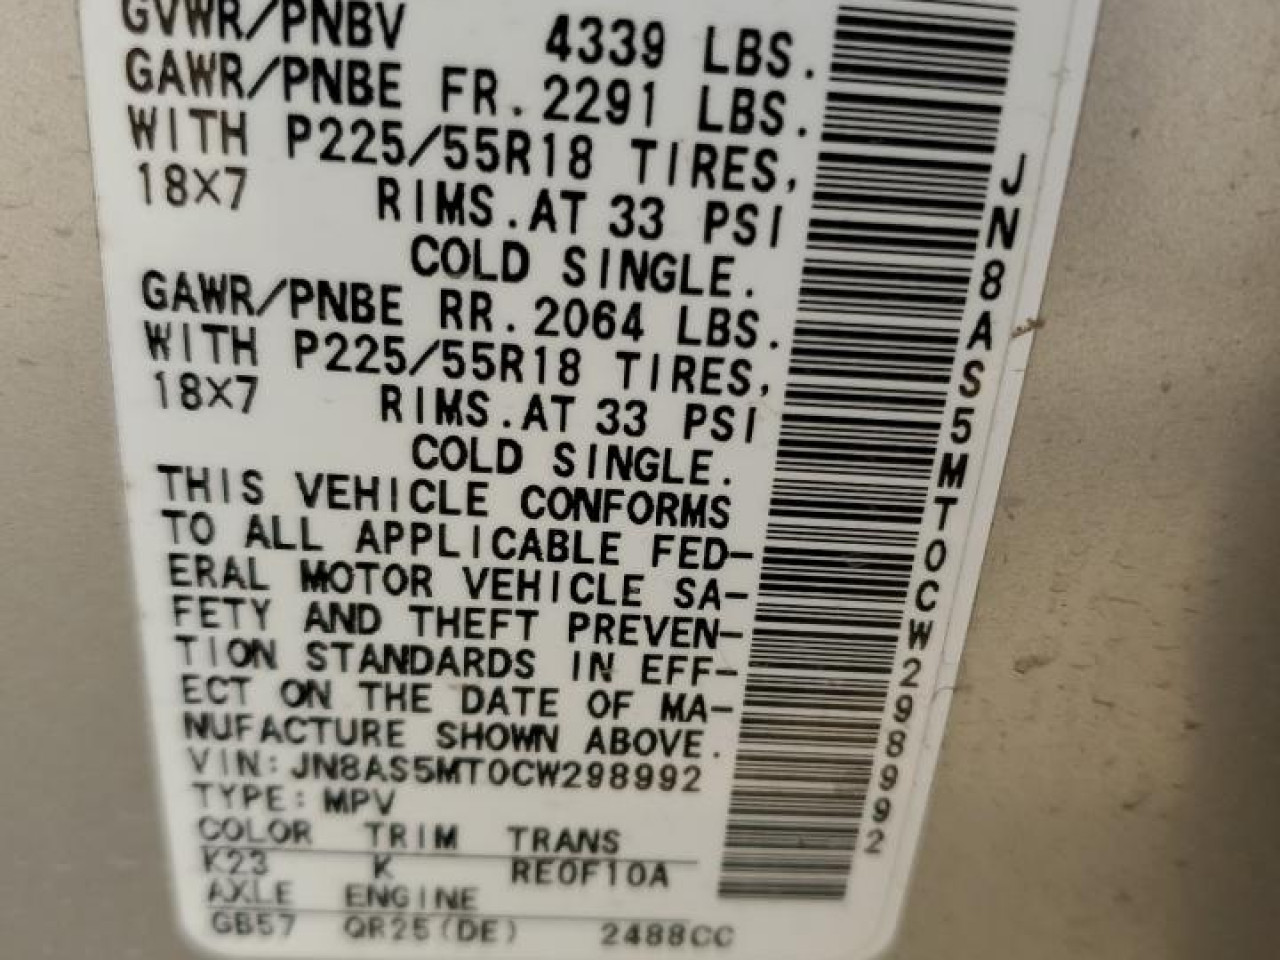 GVWR/PNBV 4339 LBS.
GAWR/PNBE FR.2291 LBS.
WITH P225/55R18 TIRES,
18X7 RIMS.AT 33 PSI
COLD SINGLE.
GAWR/PNBE RR.2064 LBS.
WITH P225/55R18 TIRES,
18X7 RIMS.AT 33 PSI
COLD SINGLE.
THIS VEHICLE CONFORMS
TO ALL APPLICABLE FED-
ERAL MOTOR VEHICLE SA-
FETY AND THEFT PREVEN-
TION STANDARDS IN EFF-
ECT ON THE DATE OF MA-
NUFACTURE SHOWN ABOVE.
VIN:JN8AS5MT0CW298992
TYPE:MPV
COLOR TRIM TRANS
K23 K RE0F10A
AXLE ENGINE
GB57 QR25(DE) 2488CC
JN8AS5MT0CW298992